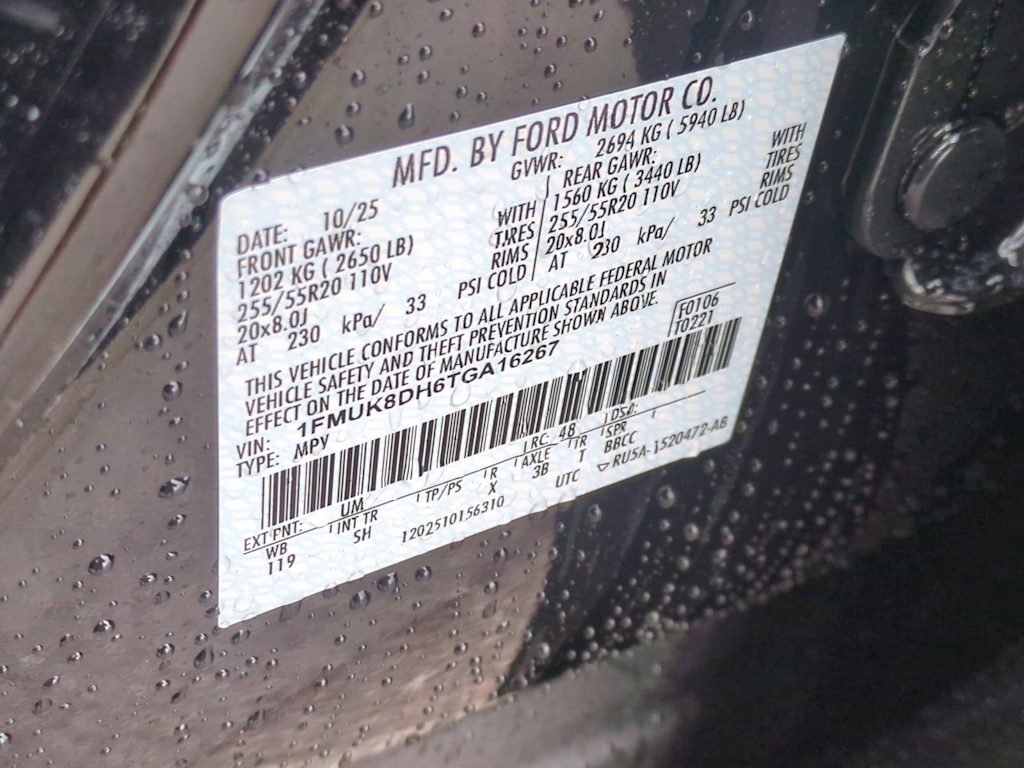 MFD. BY FORD MOTOR CO.
DATE: 10/25 GVWR: 2694 KG ( 5940 LB)
FRONT GAWR: REAR GAWR:
1202 KG ( 2650 LB) WITH 1560 KG ( 3440 LB) WITH
255/55R20 110V TIRES 255/55R20 110V TIRES
20x8.0J RIMS 20x8.0J RIMS
AT 230 kPa/ 33 PSI COLD AT 230 kPa/ 33 PSI COLD
THIS VEHICLE CONFORMS TO ALL APPLICABLE FEDERAL MOTOR
VEHICLE SAFETY AND THEFT PREVENTION STANDARDS IN
EFFECT ON THE DATE OF MANUFACTURE SHOWN ABOVE.
VIN: 1FMUK8DH6TGA16267 F0106
TYPE: MPV T0221
EXT PNT: UM RC: 48 DSO:
WB INT TR TP/PS R AXLE TR SPR
119 SH X 3B T BBCC
1202510156310 UTC ▽RU5A-1520472-AB